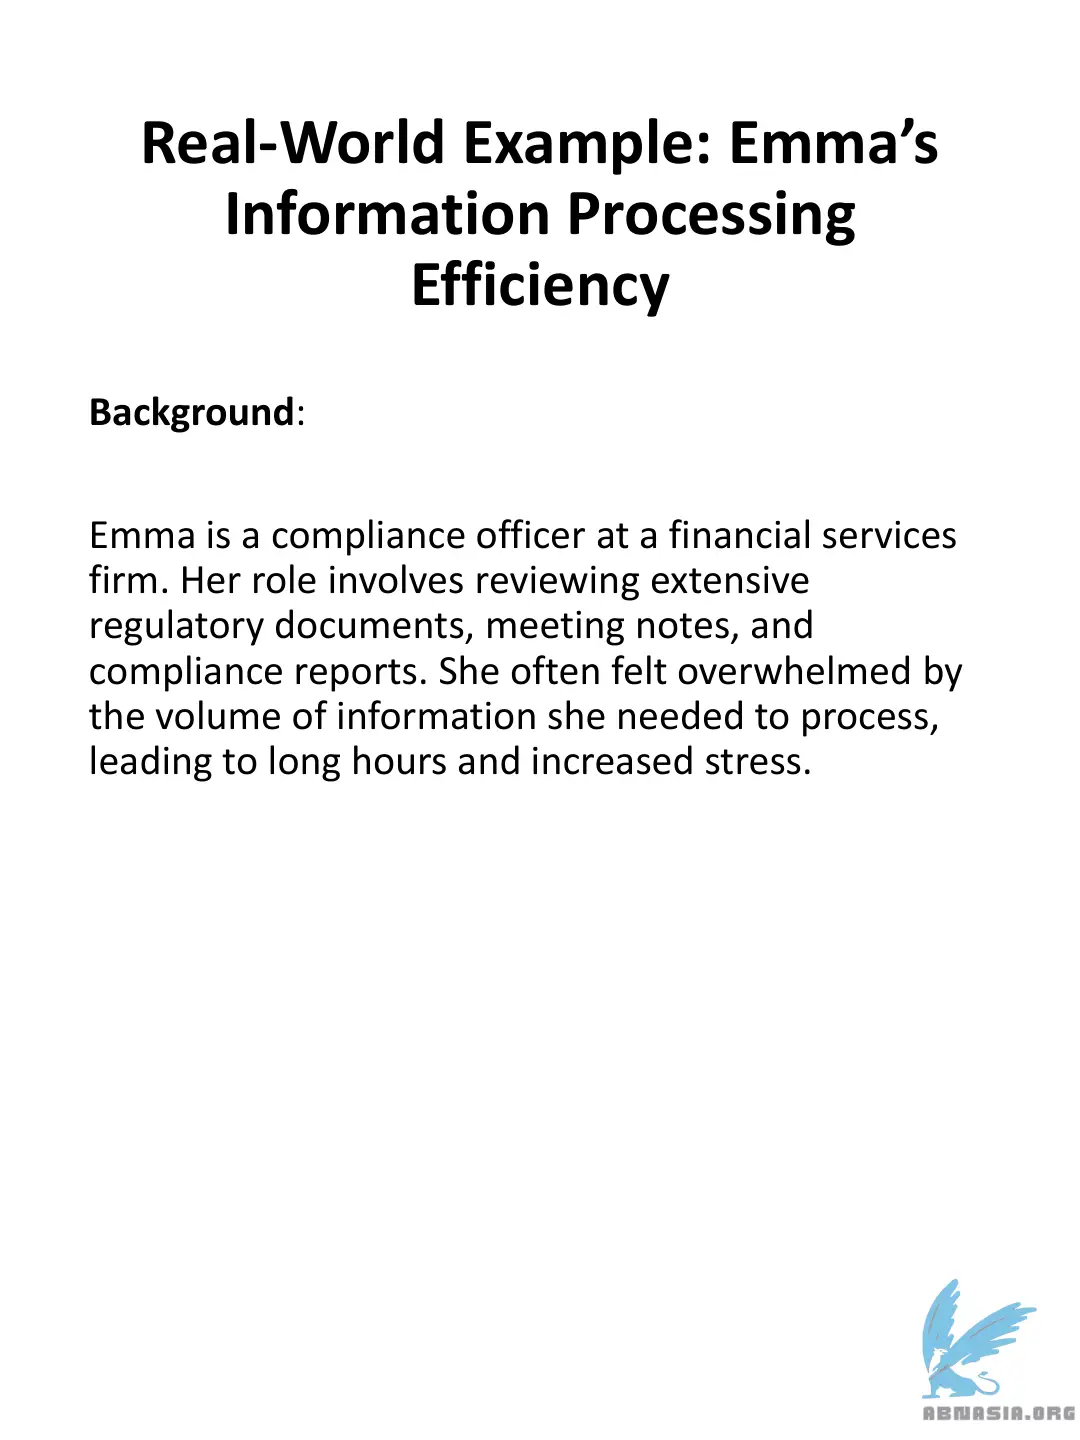 Real-World Example: Emma’s
Information Processing
Efficiency
Background:
Emma is a compliance officer at a financial services
firm. Her role involves reviewing extensive
regulatory documents, meeting notes, and
compliance reports. She often felt overwhelmed by
the volume of information she needed to process,
leading to long hours and increased stress.
ABNASIA.ORG